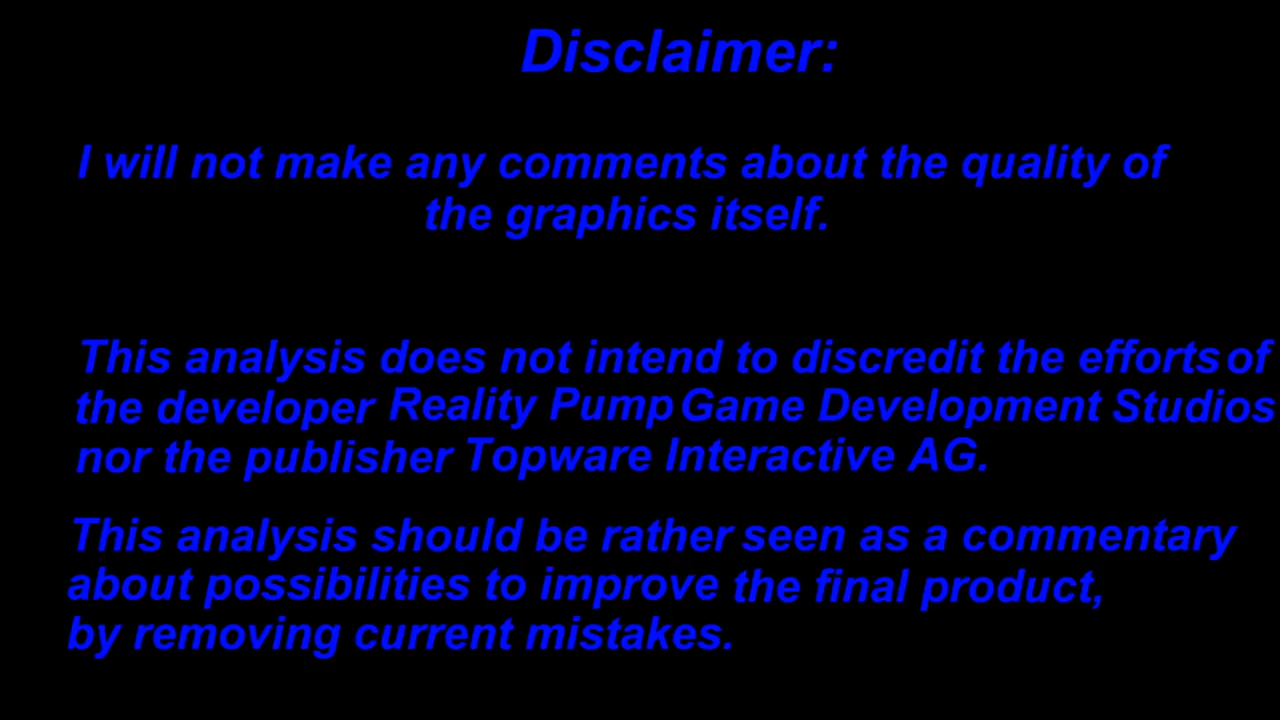 Disclaimer:
I will not make any comments about the quality of
the graphics itself.
This analysis does not intend to discredit the efforts of
the developer Reality Pump Game Development Studios
nor the publisher Topware Interactive AG.
This analysis should be rather seen as a commentary
about possibilities to improve the final product,
by removing current mistakes.